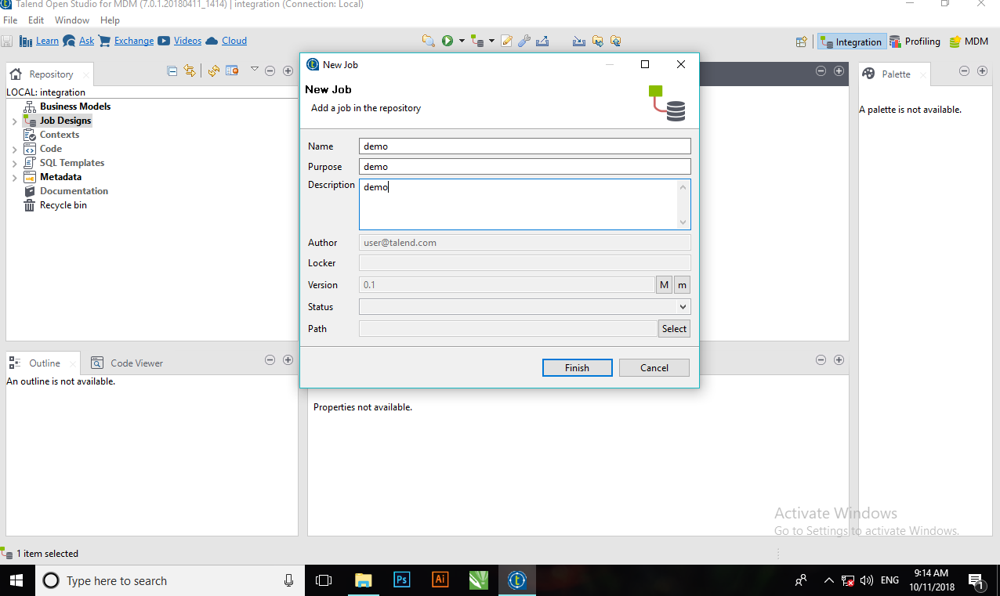 Talend Open Studio for MDM (7.0.1.20180411_1414) | integration (Connection: Local)
File Edit Window Help
Learn Ask Exchange Videos Cloud
Integration Profiling MDM
Repository
LOCAL: integration
Business Models
Job Designs
Contexts
Code
SQL Templates
Metadata
Documentation
Recycle bin
New Job
New Job
Add a job in the repository
Name demo
Purpose demo
Description demo
Author user@talend.com
Locker
Version 0.1 M m
Status
Path Select
Finish Cancel
Palette
A palette is not available.
Outline Code Viewer
An outline is not available.
Properties not available.
Activate Windows
Go to Settings to activate Windows.
1 item selected
Type here to search
Ps
Ai
ENG
9:14 AM
10/11/2018
1